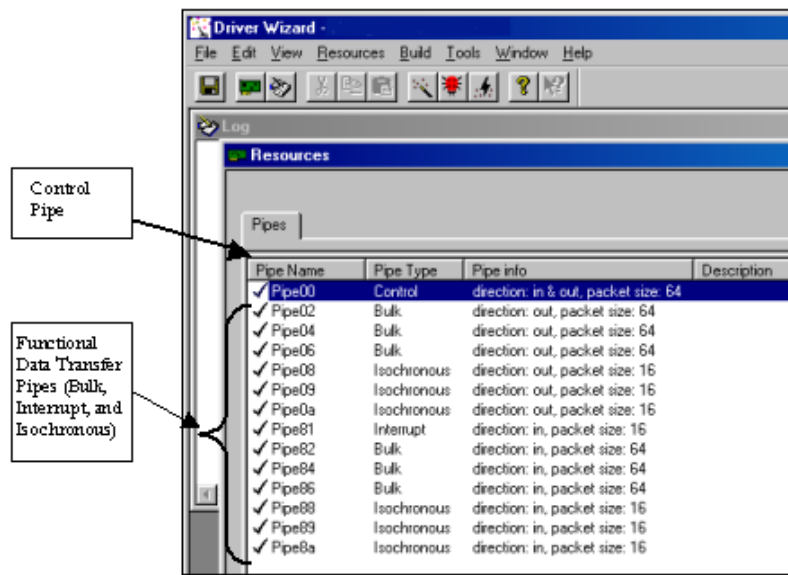 Driver Wizard -
File Edit View Resources Build Tools Window Help
Log
Resources
Control
Pipe
Pipes
Pipe Name Pipe Type Pipe info Description
Pipe00 Control direction: in & out, packet size: 64
Pipe02 Bulk direction: out, packet size: 64
Pipe04 Bulk direction: out, packet size: 64
Pipe06 Bulk direction: out, packet size: 64
Pipe08 Isochronous direction: out, packet size: 16
Pipe09 Isochronous direction: out, packet size: 16
Pipe0a Isochronous direction: out, packet size: 16
Pipe81 Interrupt direction: in, packet size: 16
Pipe82 Bulk direction: in, packet size: 64
Pipe84 Bulk direction: in, packet size: 64
Pipe86 Bulk direction: in, packet size: 64
Pipe88 Isochronous direction: in, packet size: 16
Pipe89 Isochronous direction: in, packet size: 16
Pipe8a Isochronous direction: in, packet size: 16
Functional
Data Transfer
Pipes (Bulk,
Interrupt, and
Isochronous)